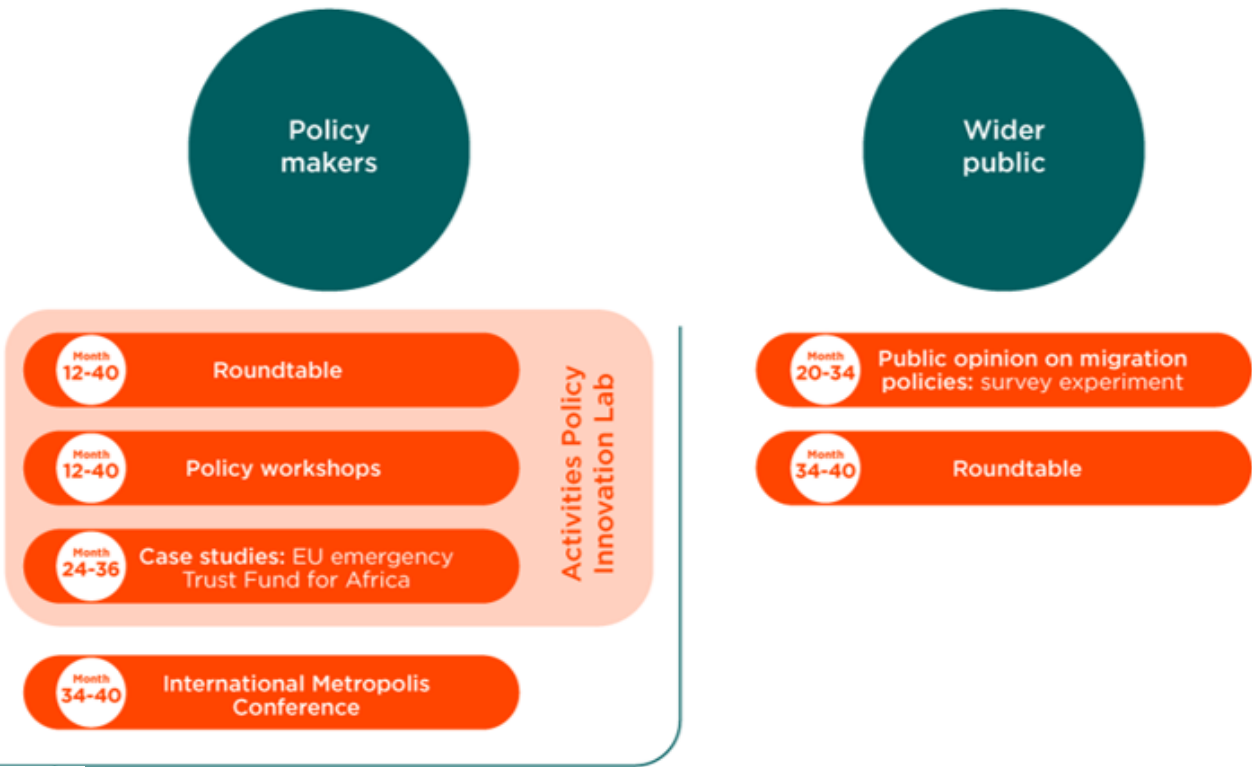 Policy
makers
Month
12-40
Roundtable
Month
12-40
Policy workshops
Month
24-36
Case studies: EU emergency
Trust Fund for Africa
Activities Policy
Innovation Lab
Month
34-40
International Metropolis
Conference
Wider
public
Month
20-34
Public opinion on migration
policies: survey experiment
Month
34-40
Roundtable